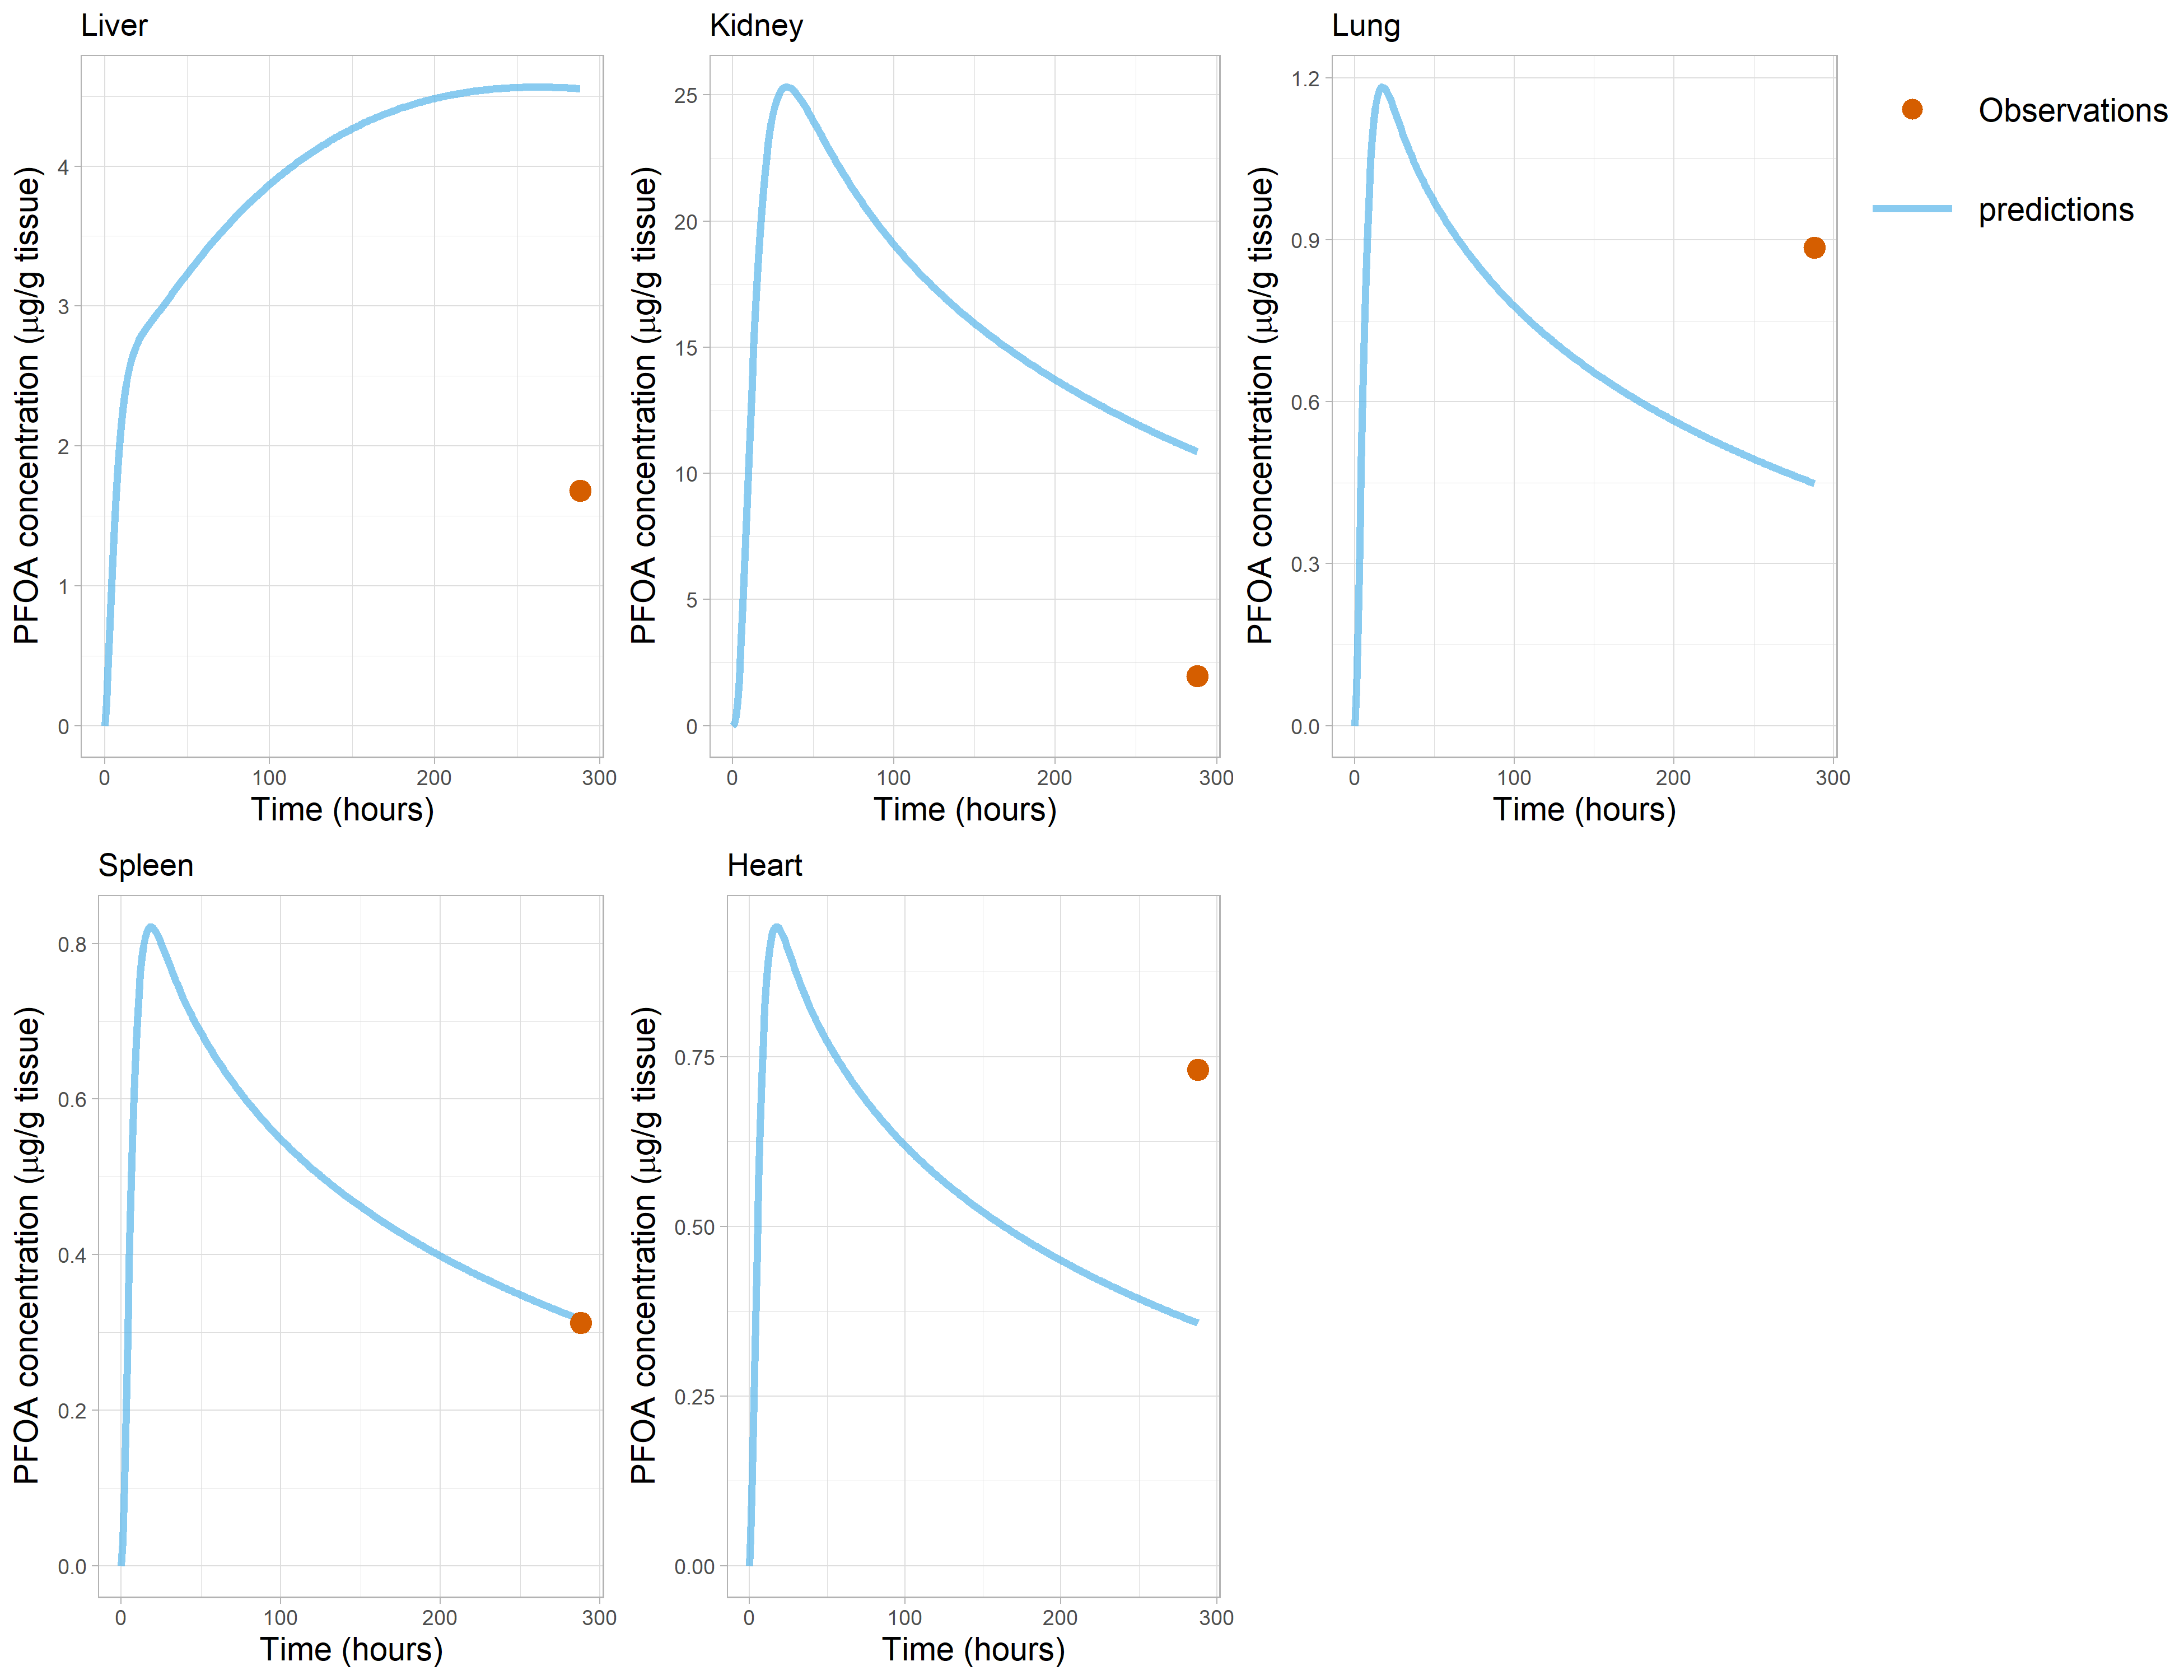 Liver
PFOA concentration (μg/g tissue)
4
3
2
1
0
0 100 200 300
Time (hours)
Kidney
PFOA concentration (μg/g tissue)
25
20
15
10
5
0
0 100 200 300
Time (hours)
Lung
PFOA concentration (μg/g tissue)
1.2
0.9
0.6
0.3
0.0
0 100 200 300
Time (hours)
Observations
predictions
Spleen
PFOA concentration (μg/g tissue)
0.8
0.6
0.4
0.2
0.0
0 100 200 300
Time (hours)
Heart
PFOA concentration (μg/g tissue)
0.75
0.50
0.25
0.00
0 100 200 300
Time (hours)